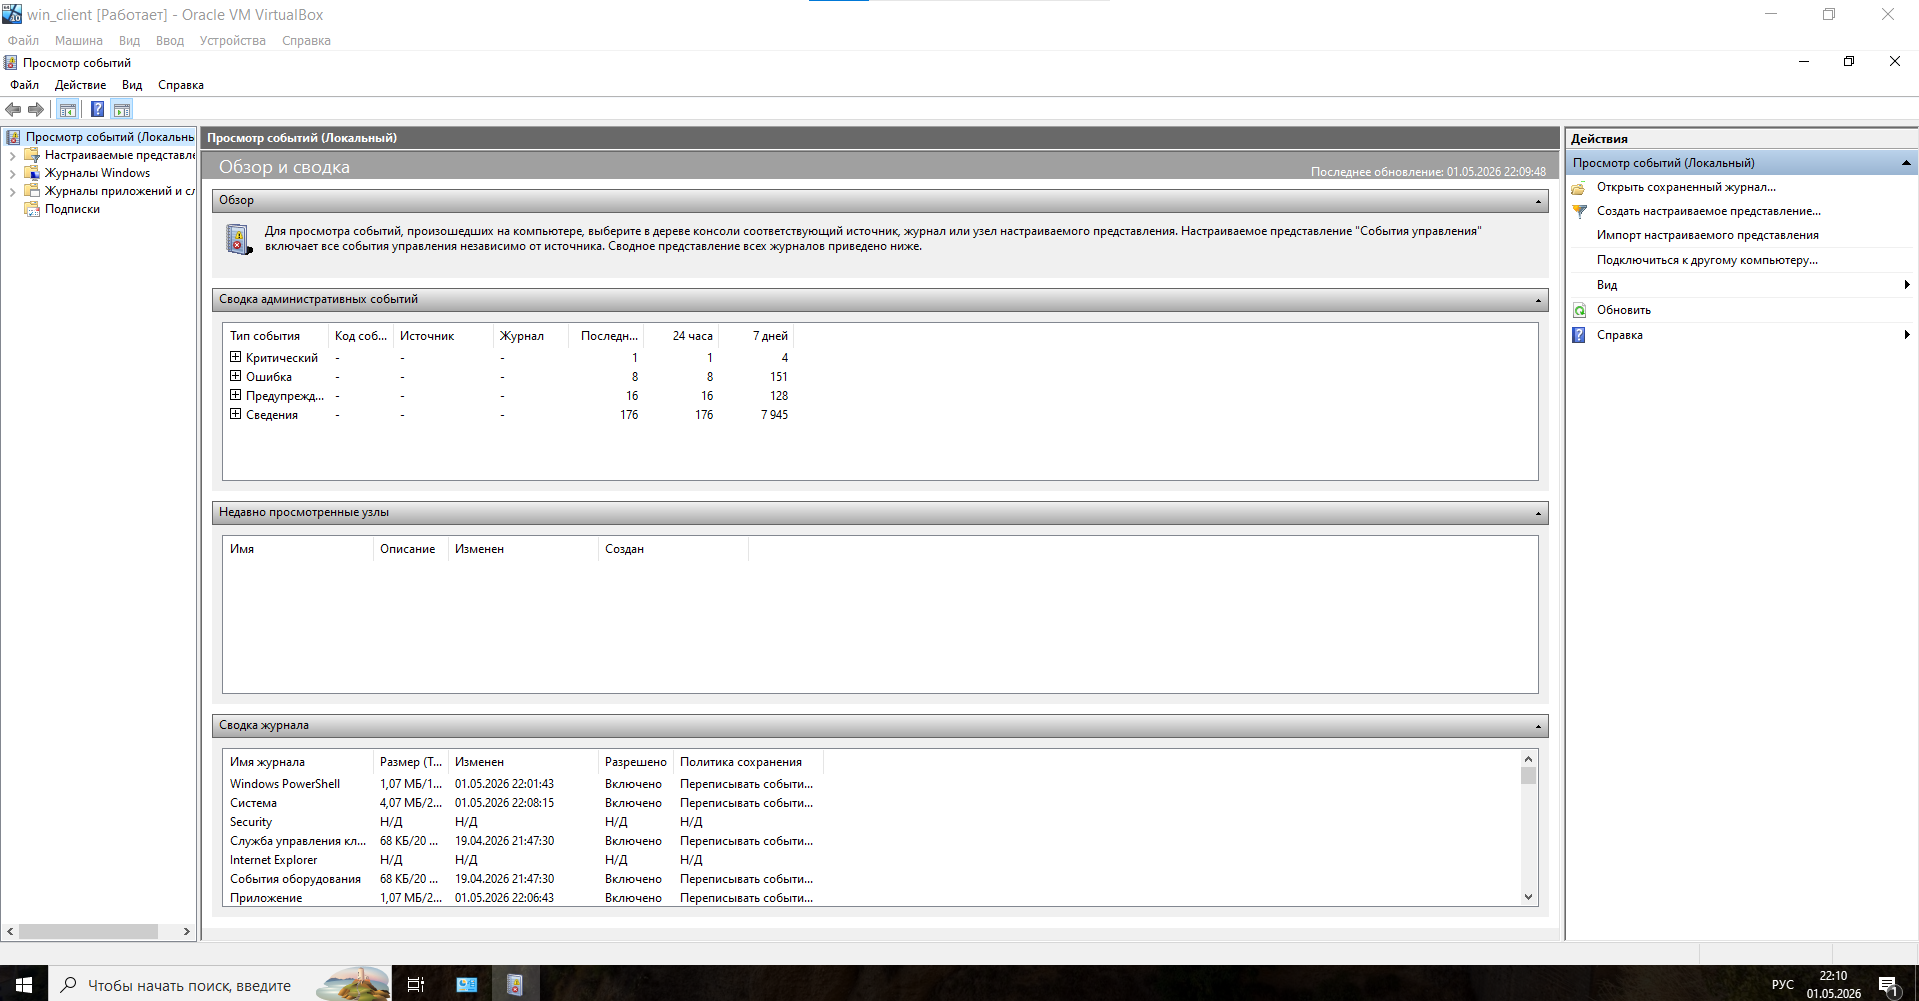 win_client [Работает] - Oracle VM VirtualBox
Файл Машина Вид Ввод Устройства Справка
Просмотр событий
Файл Действие Вид Справка
Просмотр событий (Локальнь
Настраиваемые представле
Журналы Windows
Журналы приложений и сл
Подписки
Просмотр событий (Локальный)
Обзор и сводка
Последнее обновление: 01.05.2026 22:09:48
Обзор
Для просмотра событий, произошедших на компьютере, выберите в дереве консоли соответствующий источник, журнал или узел настраиваемого представления. Настраиваемое представление "События управления"
включает все события управления независимо от источника. Сводное представление всех журналов приведено ниже.
Сводка административных событий
Тип события Код соб... Источник Журнал Последн... 24 часа 7 дней
Критический - - - 1 1 4
Ошибка - - - 8 8 151
Предупрежд... - - - 16 16 128
Сведения - - - 176 176 7 945
Недавно просмотренные узлы
Имя Описание Изменен Создан
Сводка журнала
Имя журнала Размер (Т... Изменен Разрешено Политика сохранения
Windows PowerShell 1,07 МБ/1... 01.05.2026 22:01:43 Включено Переписывать событи...
Система 4,07 МБ/2... 01.05.2026 22:08:15 Включено Переписывать событи...
Security Н/Д Н/Д Н/Д Н/Д
Служба управления кл... 68 КБ/20 ... 19.04.2026 21:47:30 Включено Переписывать событи...
Internet Explorer Н/Д Н/Д Н/Д Н/Д
События оборудования 68 КБ/20 ... 19.04.2026 21:47:30 Включено Переписывать событи...
Приложение 1,07 МБ/2... 01.05.2026 22:06:43 Включено Переписывать событи...
Действия
Просмотр событий (Локальный)
Открыть сохраненный журнал...
Создать настраиваемое представление...
Импорт настраиваемого представления
Подключиться к другому компьютеру...
Вид
Обновить
Справка
Чтобы начать поиск, введите
РУС
22:10
01.05.2026
1